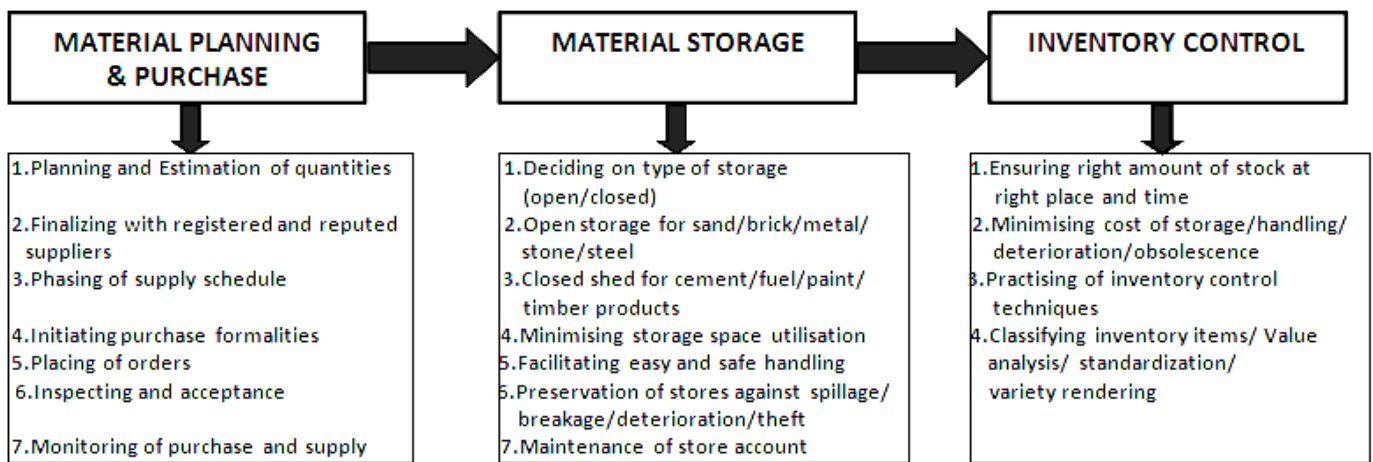 MATERIAL PLANNING
& PURCHASE
MATERIAL STORAGE
INVENTORY CONTROL
1.Planning and Estimation of quantities
2.Finalizing with registered and reputed
suppliers
3.Phasing of supply schedule
4.Initiating purchase formalities
5.Placing of orders
6.Inspecting and acceptance
7.Monitoring of purchase and supply
1.Deciding on type of storage
(open/closed)
2.Open storage for sand/brick/metal/
stone/steel
3.Closed shed for cement/fuel/paint/
timber products
4.Minimising storage space utilisation
5.Facilitating easy and safe handling
6.Preservation of stores against spillage/
breakage/deterioration/theft
7.Maintenance of store account
1.Ensuring right amount of stock at
right place and time
2.Minimising cost of storage/handling/
deterioration/obsolescence
3.Practising of inventory control
techniques
4.Classifying inventory items/ Value
analysis/ standardization/
variety rendering